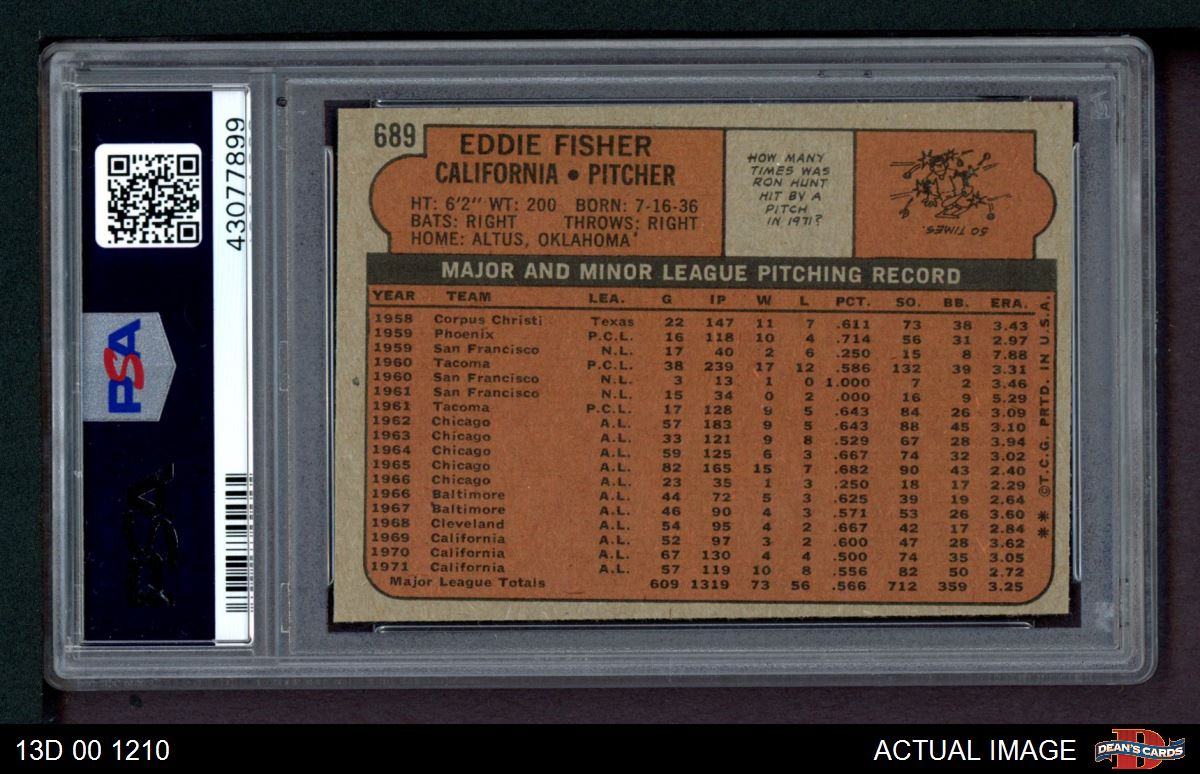 689
EDDIE FISHER
CALIFORNIA • PITCHER
HT: 6'2" WT: 200 BORN: 7-16-36
BATS: RIGHT THROWS: RIGHT
HOME: ALTUS, OKLAHOMA
HOW MANY
TIMES WAS
RON HUNT
HIT BY A
PITCH
IN 1971?
50 TIMES.
MAJOR AND MINOR LEAGUE PITCHING RECORD
YEAR TEAM LEA. G IP W L PCT. SO. BB. ERA.
1958 Corpus Christi Texas 22 147 11 7 .611 73 38 3.43
1959 Phoenix P.C.L. 16 118 10 4 .714 56 31 2.97
1959 San Francisco N.L. 17 40 2 6 .250 15 8 7.88
1960 Tacoma P.C.L. 38 239 17 12 .586 132 39 3.31
1960 San Francisco N.L. 3 13 1 0 1.000 7 2 3.46
1961 San Francisco N.L. 15 34 0 2 .000 16 9 5.29
1961 Tacoma P.C.L. 17 128 9 5 .643 84 26 3.09
1962 Chicago A.L. 57 183 9 5 .643 88 45 3.10
1963 Chicago A.L. 33 121 9 8 .529 67 28 3.94
1964 Chicago A.L. 59 125 6 3 .667 74 32 3.02
1965 Chicago A.L. 82 165 15 7 .682 90 43 2.40
1966 Chicago A.L. 23 35 1 3 .250 18 17 2.29
1966 Baltimore A.L. 44 72 5 3 .625 39 19 2.64
1967 Baltimore A.L. 46 90 4 3 .571 53 26 3.60
1968 Cleveland A.L. 54 95 4 2 .667 42 17 2.84
1969 California A.L. 52 97 3 2 .600 47 28 3.62
1970 California A.L. 67 130 4 4 .500 74 35 3.05
1971 California A.L. 57 119 10 8 .556 82 50 2.72
Major League Totals 609 1319 73 56 .566 712 359 3.25
** ©T.C.G. PRTD. IN U.S.A.
43077899
PSA
PSA
13D 00 1210
ACTUAL IMAGE
DEAN'S CARDS